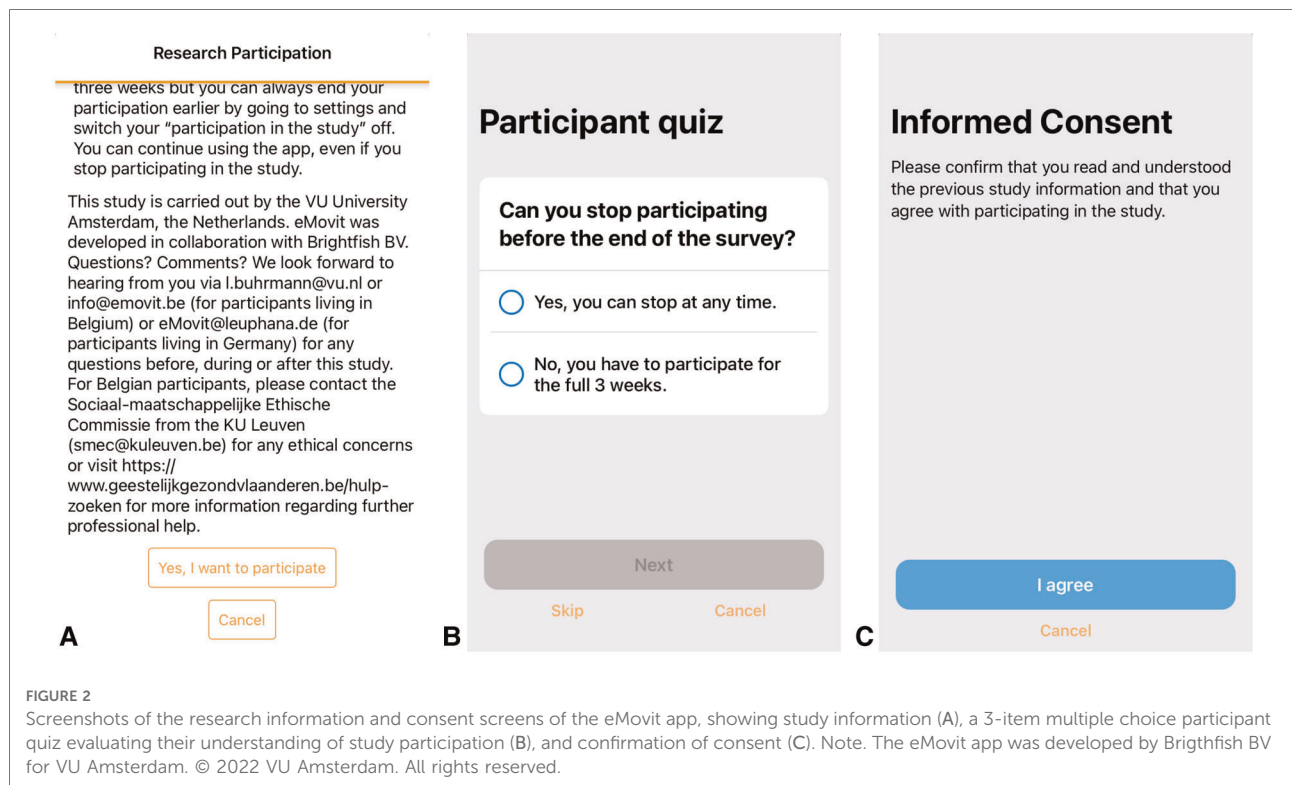 Research Participation
three weeks but you can always end your
participation earlier by going to settings and
switch your “participation in the study” off.
You can continue using the app, even if you
stop participating in the study.
This study is carried out by the VU University
Amsterdam, the Netherlands. eMovit was
developed in collaboration with Brightfish BV.
Questions? Comments? We look forward to
hearing from you via l.buhrmann@vu.nl or
info@emovit.be (for participants living in
Belgium) or eMovit@leuphana.de (for
participants living in Germany) for any
questions before, during or after this study.
For Belgian participants, please contact the
Sociaal-maatschappelijke Ethische
Commissie from the KU Leuven
(smec@kuleuven.be) for any ethical concerns
or visit https://
www.geestelijkgezondvlaanderen.be/hulp-
zoeken for more information regarding further
professional help.
Yes, I want to participate
Cancel
A
Participant quiz
Can you stop participating
before the end of the survey?
Yes, you can stop at any time.
No, you have to participate for
the full 3 weeks.
Next
Skip Cancel
B
Informed Consent
Please confirm that you read and understood
the previous study information and that you
agree with participating in the study.
I agree
Cancel
C
FIGURE 2
Screenshots of the research information and consent screens of the eMovit app, showing study information (A), a 3-item multiple choice participant
quiz evaluating their understanding of study participation (B), and confirmation of consent (C). Note. The eMovit app was developed by Brigthfish BV
for VU Amsterdam. © 2022 VU Amsterdam. All rights reserved.